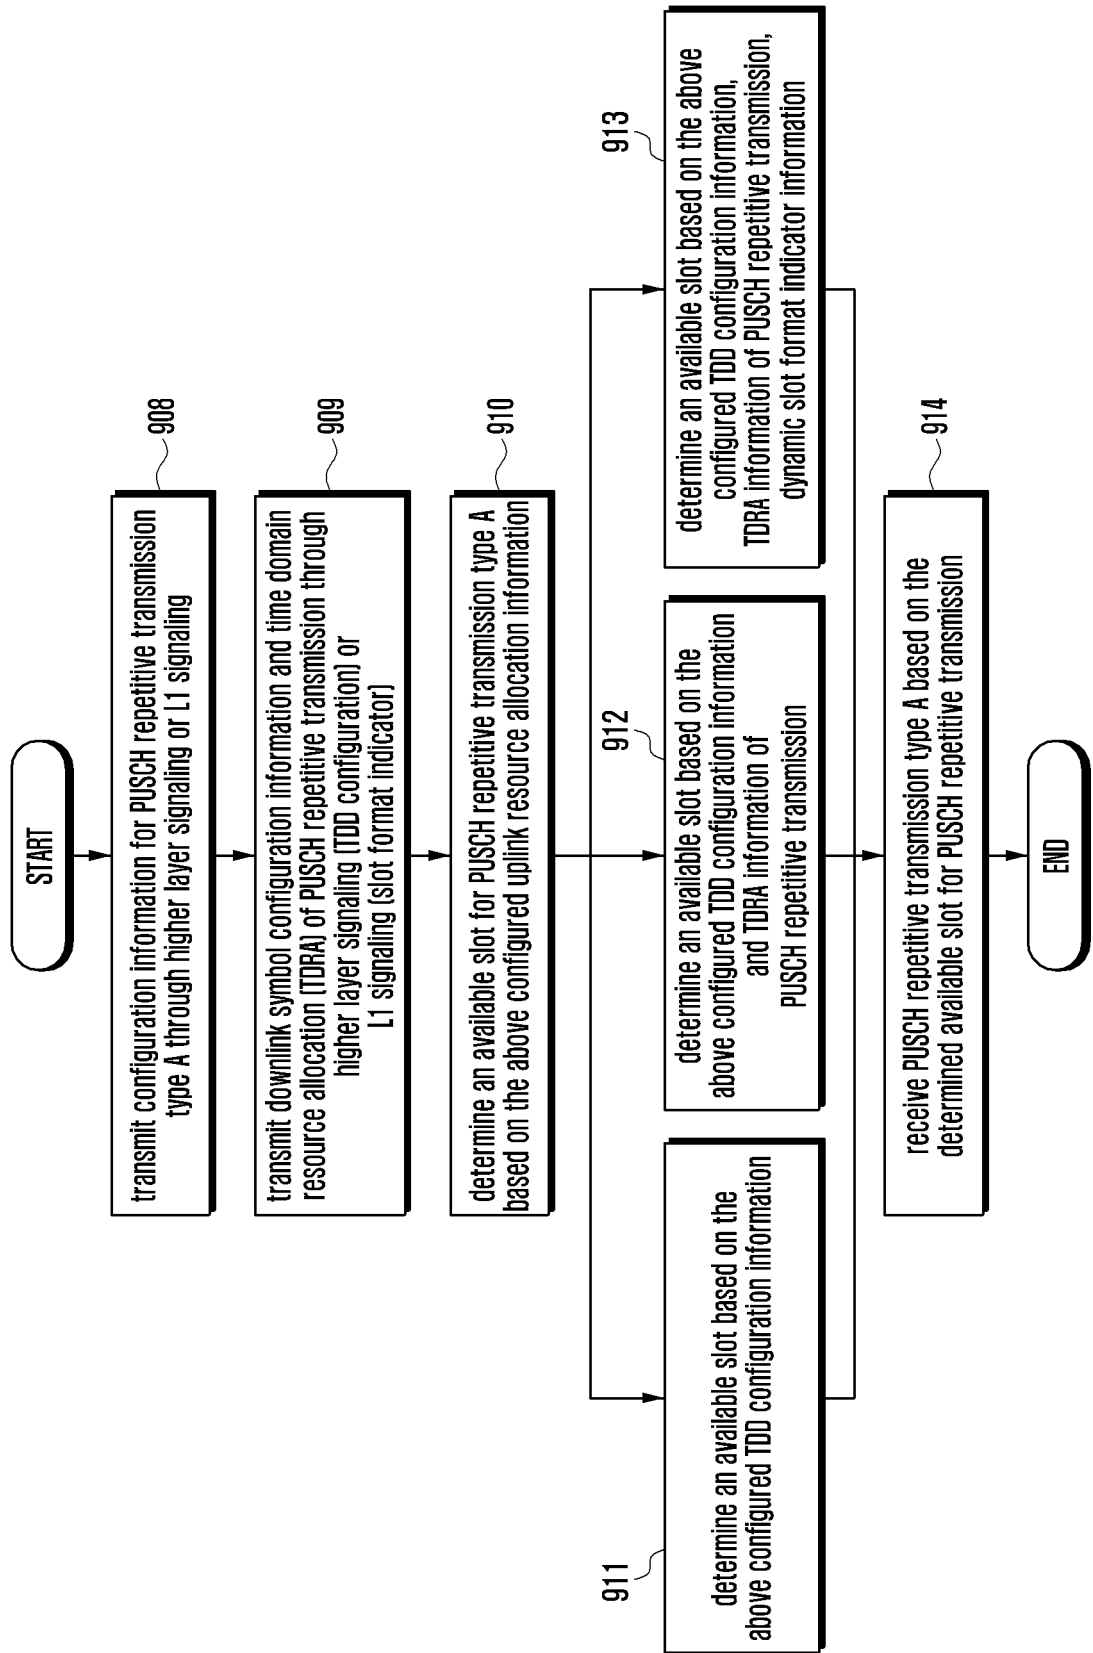 START
transmit configuration information for PUSCH repetitive transmission
type A through higher layer signaling or L1 signaling
908
transmit downlink symbol configuration information and time domain
resource allocation (TDRA) of PUSCH repetitive transmission through
higher layer signaling (TDD configuration) or
L1 signaling (slot format indicator)
909
determine an available slot for PUSCH repetitive transmission type A
based on the above configured uplink resource allocation information
910
911
determine an available slot based on the
above configured TDD configuration information
912
determine an available slot based on the
above configured TDD configuration information
and TDRA information of
PUSCH repetitive transmission
913
determine an available slot based on the above
configured TDD configuration information,
TDRA information of PUSCH repetitive transmission,
dynamic slot format indicator information
receive PUSCH repetitive transmission type A based on the
determined available slot for PUSCH repetitive transmission
914
END